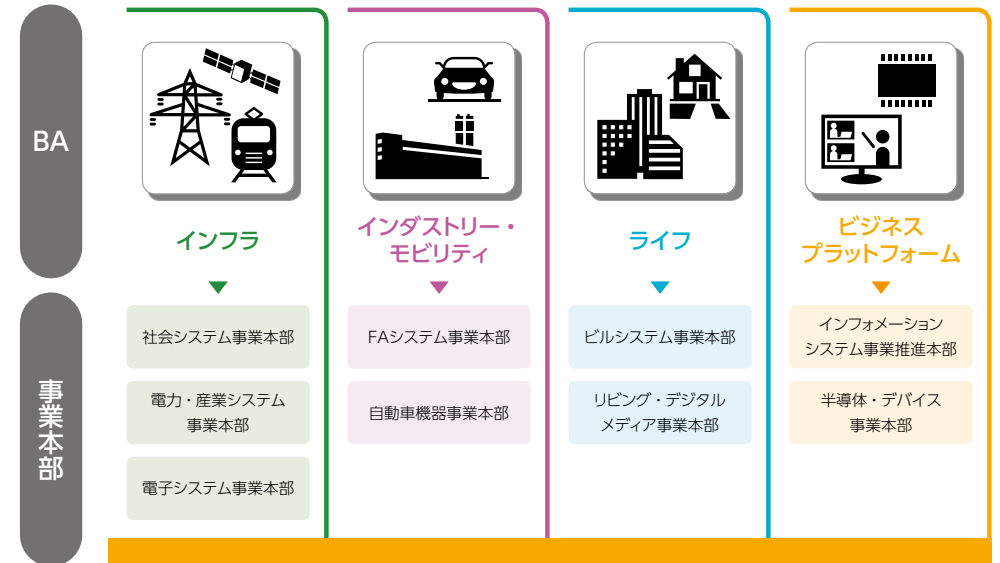 BA
インフラ
インダストリー・
モビリティ
ライフ
ビジネス
プラットフォーム
事業本部
社会システム事業本部
電力・産業システム
事業本部
電子システム事業本部
FAシステム事業本部
自動車機器事業本部
ビルシステム事業本部
リビング・デジタル
メディア事業本部
インフォメーション
システム事業推進本部
半導体・デバイス
事業本部